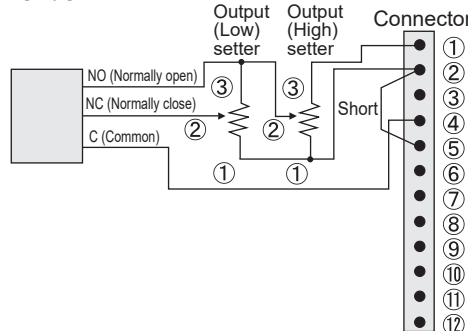 Output
(Low)
setter
Output
(High)
setter
Connector
NO (Normally open)
NC (Normally close)
C (Common)
③
②
①
③
②
①
Short
①
②
③
④
⑤
⑥
⑦
⑧
⑨
⑩
⑪
⑫